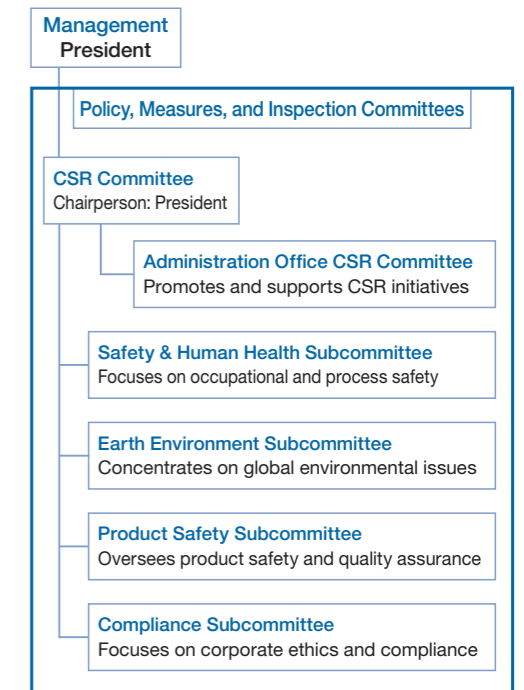 Management
President
Policy, Measures, and Inspection Committees
CSR Committee
Chairperson: President
Administration Office CSR Committee
Promotes and supports CSR initiatives
Safety & Human Health Subcommittee
Focuses on occupational and process safety
Earth Environment Subcommittee
Concentrates on global environmental issues
Product Safety Subcommittee
Oversees product safety and quality assurance
Compliance Subcommittee
Focuses on corporate ethics and compliance